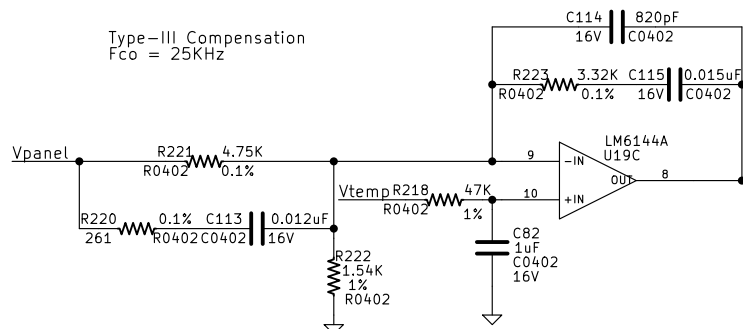 Type-III Compensation
Fco = 25KHz
C114 820pF
16V C0402
R223 3.32K C115 0.015uF
R0402 0.1% 16V C0402
LM6144A
U19C
Vpanel
R221 4.75K
R0402 0.1%
9 -IN
OUT 8
10 +IN
Vtemp R218 47K
R0402 1%
R220 0.1% C113 0.012uF
261 R0402 C0402 16V
C82
1uF
C0402
16V
R222
1.54K
1%
R0402